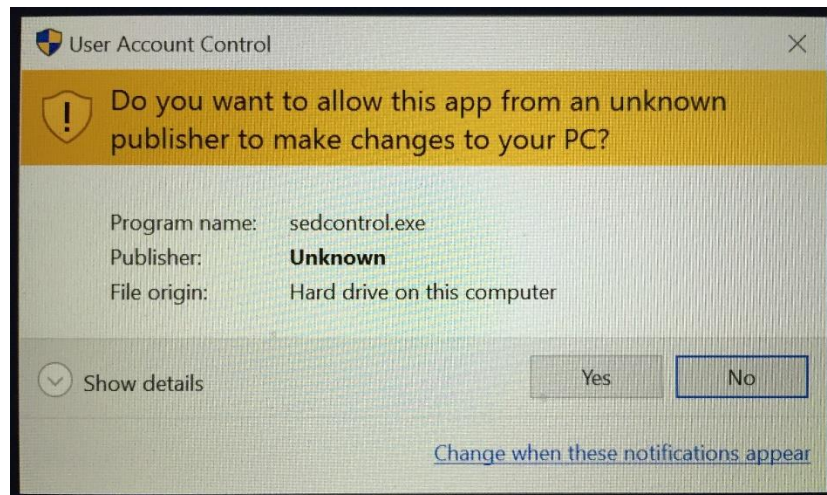 User Account Control
Do you want to allow this app from an unknown
publisher to make changes to your PC?
Program name: sedcontrol.exe
Publisher: Unknown
File origin: Hard drive on this computer
Show details
Yes No
Change when these notifications appear